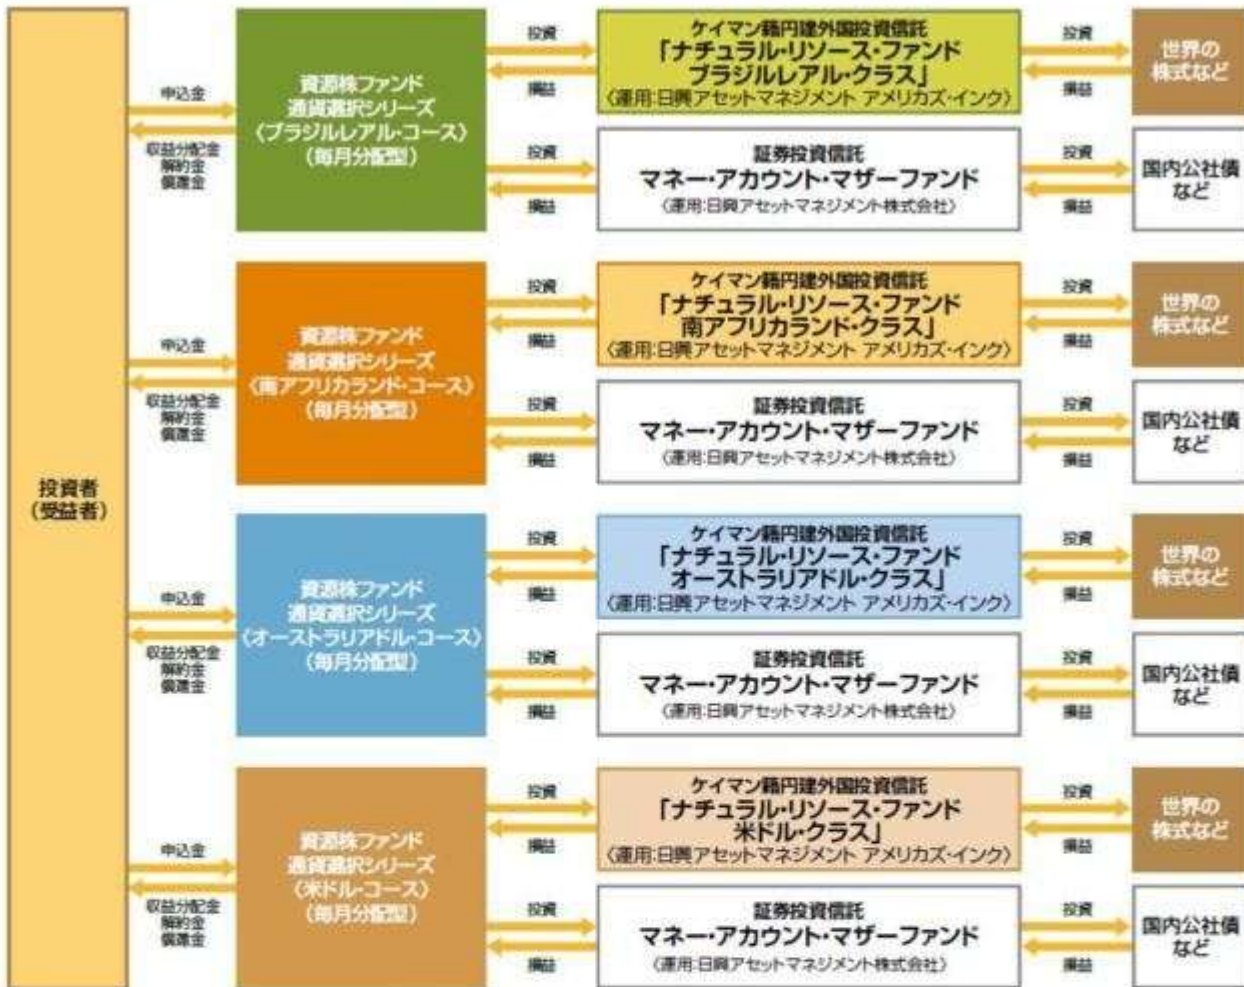 投資者
(受益者)
申込金
収益分配金
解約金
償還金
資源株ファンド
通貨選択シリーズ
〈ブラジルレアル・コース〉
(毎月分配型)
投資
損益
ケイマン籍円建外国投資信託
「ナチュラル・リソース・ファンド
ブラジルレアル・クラス」
〈運用:日興アセットマネジメント アメリカズ・インク〉
投資
損益
世界の
株式など
投資
損益
証券投資信託
マネー・アカウント・マザーファンド
〈運用:日興アセットマネジメント株式会社〉
投資
損益
国内公社債
など
申込金
収益分配金
解約金
償還金
資源株ファンド
通貨選択シリーズ
〈南アフリカランド・コース〉
(毎月分配型)
投資
損益
ケイマン籍円建外国投資信託
「ナチュラル・リソース・ファンド
南アフリカランド・クラス」
〈運用:日興アセットマネジメント アメリカズ・インク〉
投資
損益
世界の
株式など
投資
損益
証券投資信託
マネー・アカウント・マザーファンド
〈運用:日興アセットマネジメント株式会社〉
投資
損益
国内公社債
など
申込金
収益分配金
解約金
償還金
資源株ファンド
通貨選択シリーズ
〈オーストラリアドル・コース〉
(毎月分配型)
投資
損益
ケイマン籍円建外国投資信託
「ナチュラル・リソース・ファンド
オーストラリアドル・クラス」
〈運用:日興アセットマネジメント アメリカズ・インク〉
投資
損益
世界の
株式など
投資
損益
証券投資信託
マネー・アカウント・マザーファンド
〈運用:日興アセットマネジメント株式会社〉
投資
損益
国内公社債
など
申込金
収益分配金
解約金
償還金
資源株ファンド
通貨選択シリーズ
〈米ドル・コース〉
(毎月分配型)
投資
損益
ケイマン籍円建外国投資信託
「ナチュラル・リソース・ファンド
米ドル・クラス」
〈運用:日興アセットマネジメント アメリカズ・インク〉
投資
損益
世界の
株式など
投資
損益
証券投資信託
マネー・アカウント・マザーファンド
〈運用:日興アセットマネジメント株式会社〉
投資
損益
国内公社債
など